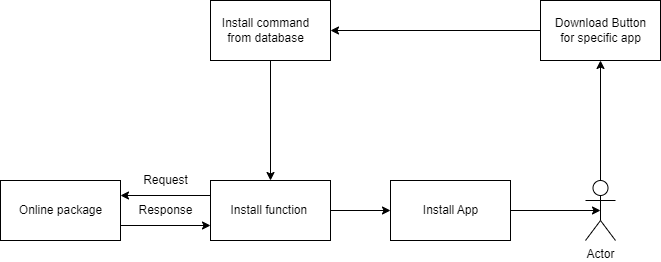 Install command
from database
Download Button
for specific app
Request
Online package
Response
Install function
Install App
Actor